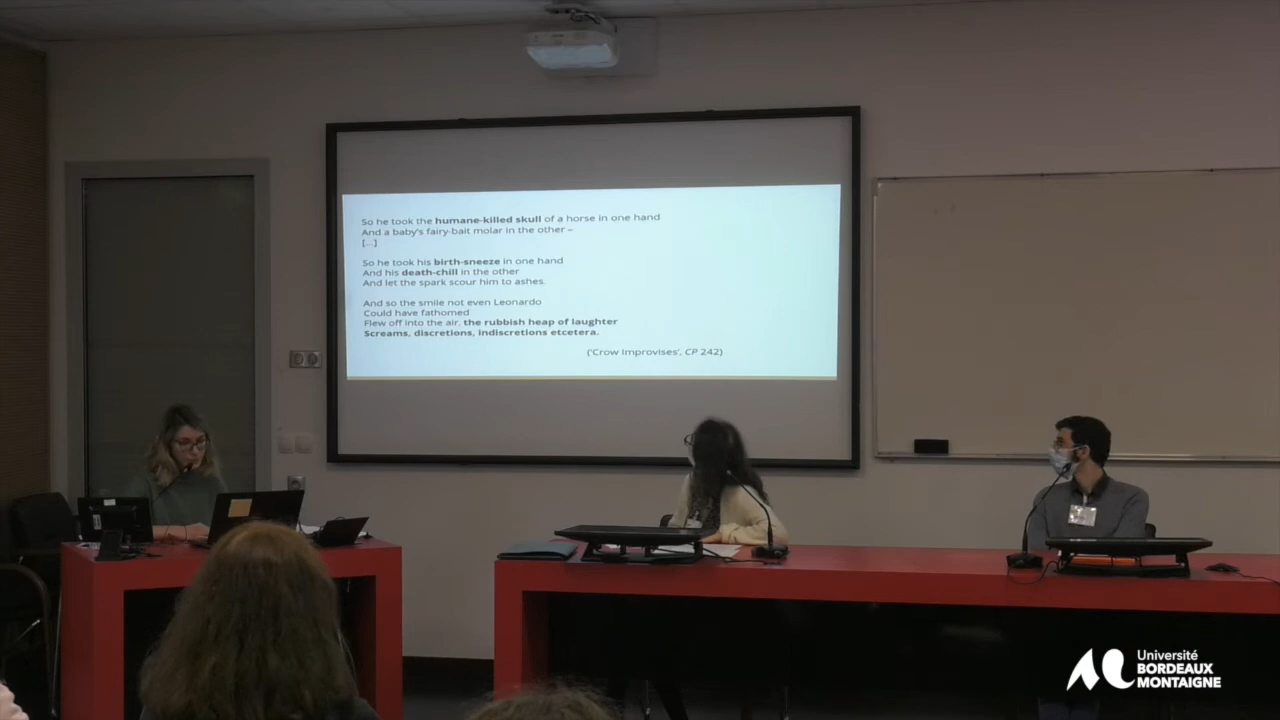 So he took the humane-killed skull of a horse in one hand
And a baby's fairy-bait molar in the other –
[...]
So he took his birth-sneeze in one hand
And his death-chill in the other
And let the spark scour him to ashes.
And so the smile not even Leonardo
Could have fathomed
Flew off into the air, the rubbish heap of laughter
Screams, discretions, indiscretions etcetera.
('Crow Improvises', CP 242)
Université
BORDEAUX
MONTAIGNE